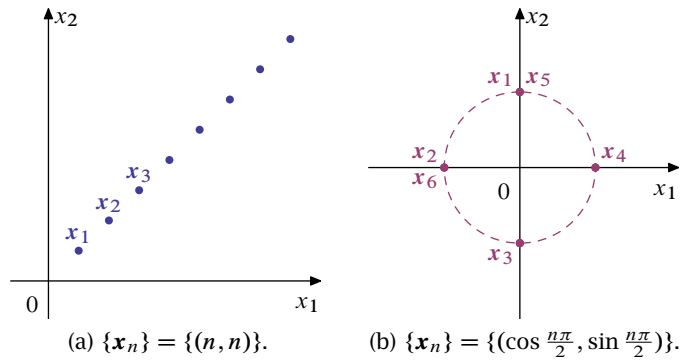 x₂
x₃
x₂
x₁
0
x₁
(a) {xₙ} = {(n, n)}.
x₂
x₁ x₅
x₂ x₄
x₆
0
x₁
x₃
(b) {xₙ} = {(cos nπ/2, sin nπ/2)}.